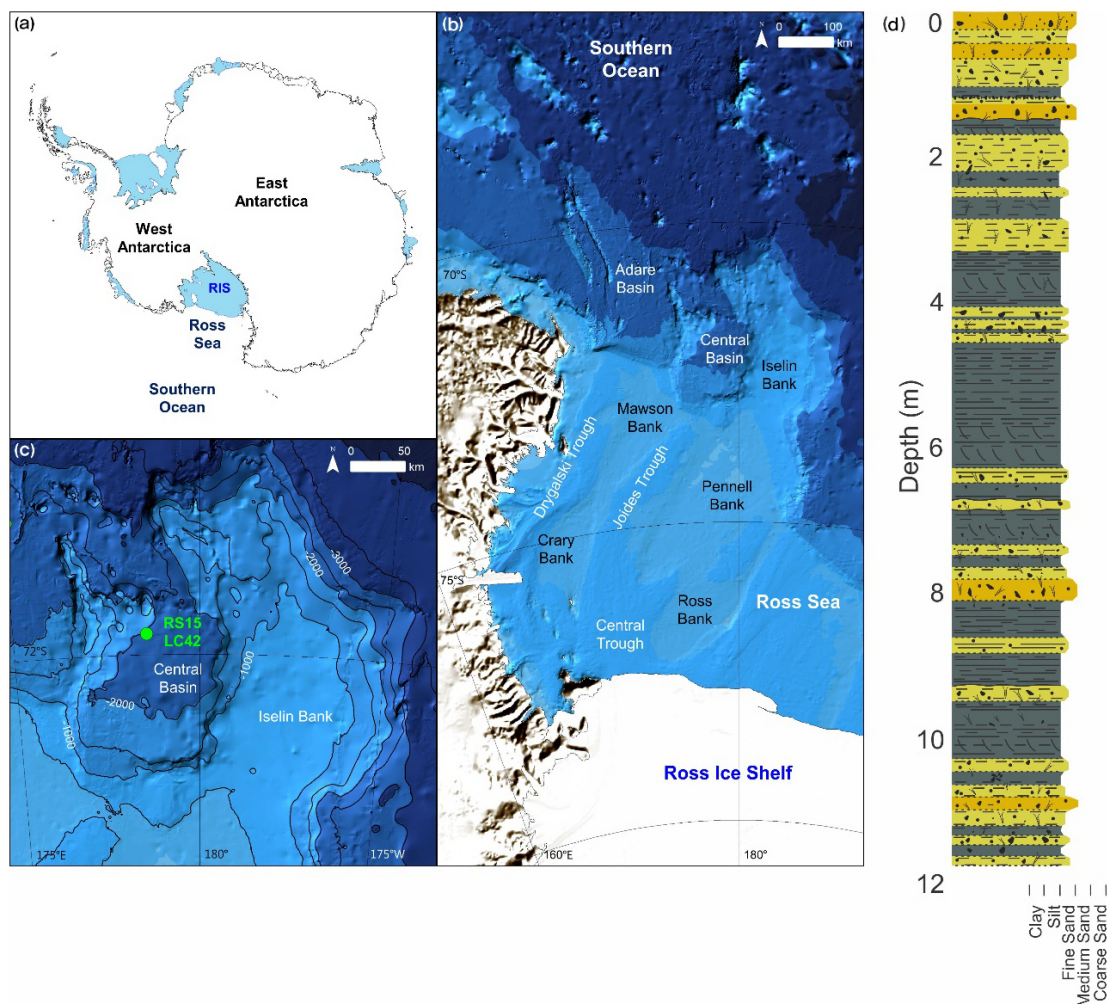 (a)
East
Antarctica
West
Antarctica
RIS
Ross
Sea
Southern
Ocean
(b)
N
0
100
km
Southern
Ocean
70°S
Adare
Basin
Central
Basin
Iselin
Bank
Mawson
Bank
Drygalski Trough
Joides Trough
Pennell
Bank
Crary
Bank
75°S
Ross
Bank
Ross Sea
Central
Trough
Ross Ice Shelf
160°E
180°
(c)
N
0
50
km
-3000
-2000
RS15
LC42
72°S
Central
Basin
-1000
-2000
-1000
Iselin Bank
175°E
180°
175°W
(d)
0
2
4
Depth (m)
6
8
10
12
Clay
Silt
Fine Sand
Medium Sand
Coarse Sand